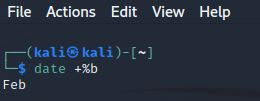 File Actions Edit View Help
┌──(kali㉿kali)-[~]
└─$ date +%b
Feb